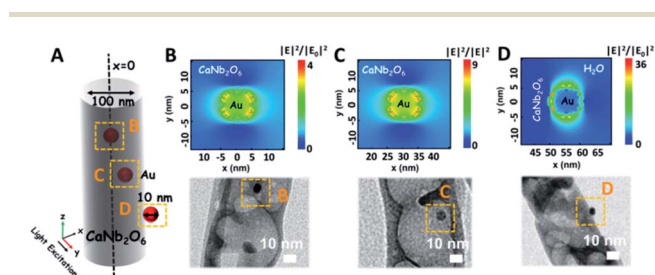 A
x=0
100 nm
B
C
Au
D
10 nm
CaNb2O6
z
x
y
Light Excitation
B
|E|²/|E0|²
CaNb2O6
4
Au
0
y (nm)
10
5
0
-5
-10
-10 -5 0 5 10
x (nm)
B
10 nm
C
|E|²/|E|²
CaNb2O6
9
Au
0
y (nm)
10
5
0
-5
-10
20 25 30 35 40
x (nm)
C
10 nm
D
|E|²/|E0|²
H2O
36
CaNb2O6
Au
0
y (nm)
10
5
0
-5
-10
45 50 55 60 65
x (nm)
D
10 nm